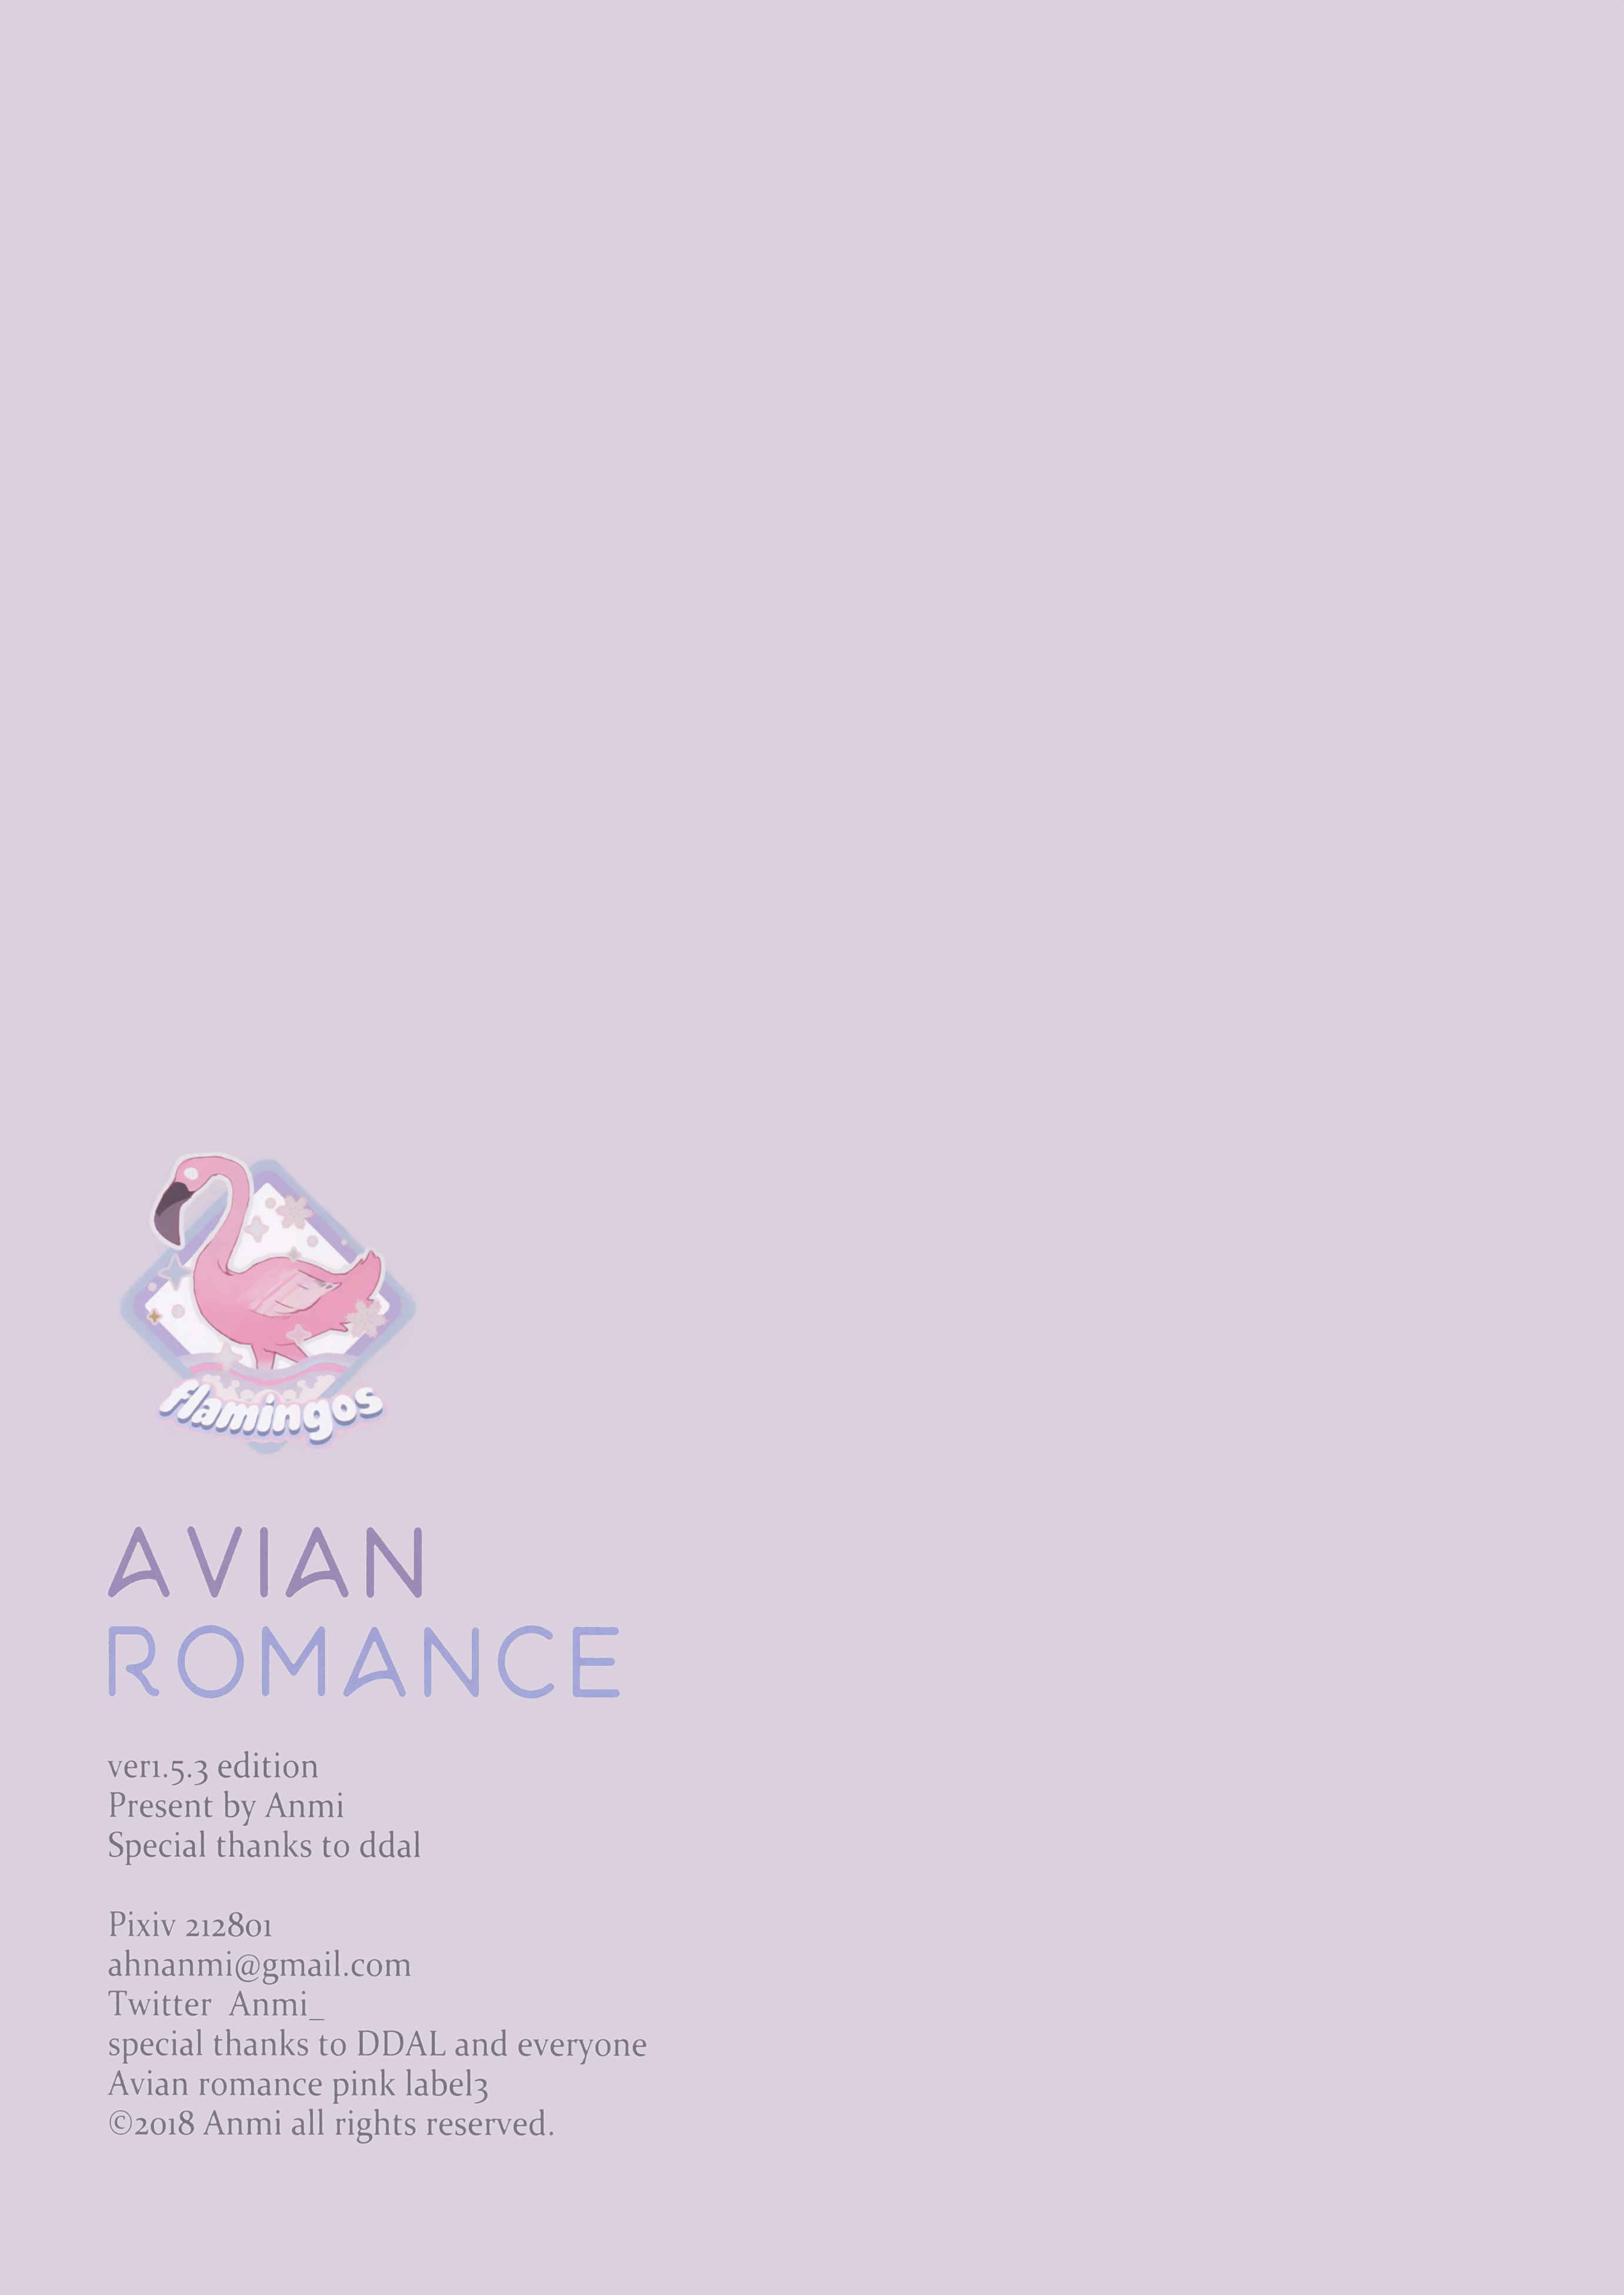 flamingos
AVIAN
ROMANCE
ver1.5.3 edition
Present by Anmi
Special thanks to ddal
Pixiv 212801
ahnanmi@gmail.com
Twitter  Anmi_
special thanks to DDAL and everyone
Avian romance pink label3
©2018 Anmi all rights reserved.